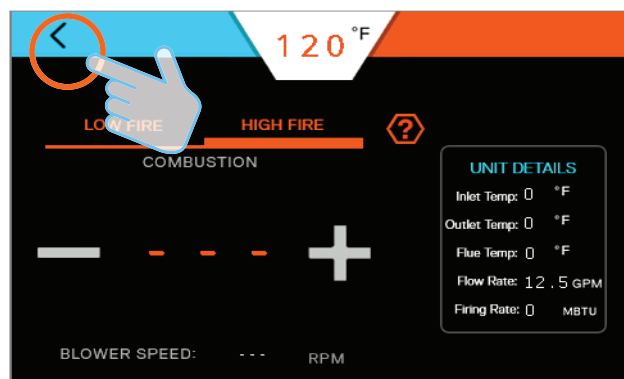 120 °F
LOW FIRE HIGH FIRE ?
COMBUSTION
- - -
BLOWER SPEED: - - - RPM
UNIT DETAILS
Inlet Temp: 0 °F
Outlet Temp: 0 °F
Flue Temp: 0 °F
Flow Rate: 12.5 GPM
Firing Rate: 0 MBTU